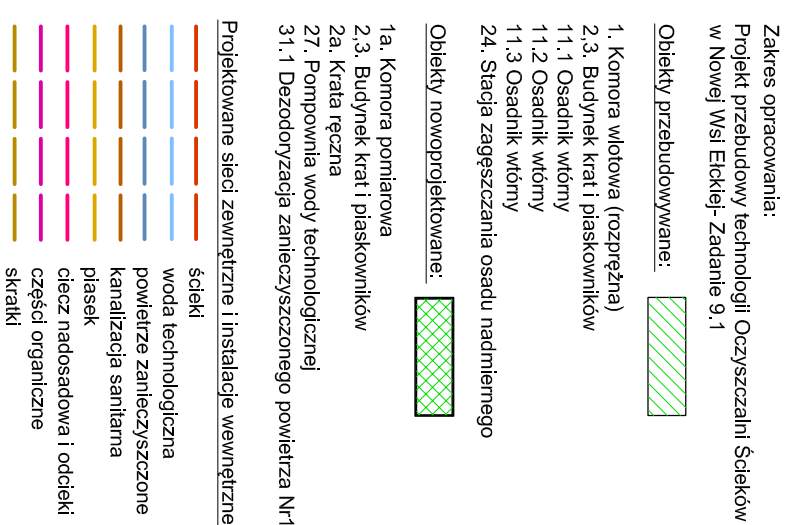 Zakres opracowania:
Projekt przebudowy technologii Oczyszczalni Ścieków
w Nowej Wsi Ełckiej- Zadanie 9.1
Obiekty przebudowywane:
1. Komora wlotowa (rozprężna)
2,3. Budynek krat i piaskowników
11.1 Osadnik wtórny
11.2 Osadnik wtórny
11.3 Osadnik wtórny
24. Stacja zagęszczania osadu nadmiernego
Obiekty nowoprojektowane:
1a. Komora pomiarowa
2,3. Budynek krat i piaskowników
2a. Krata ręczna
27. Pompownia wody technologicznej
31.1 Dezodoryzacja zanieczyszczonego powietrza Nr1
Projektowane sieci zewnętrzne i instalacje wewnętrzne
ścieki
woda technologiczna
powietrze zanieczyszczone
kanalizacja sanitarna
piasek
ciecz nadosadowa i odcieki
części organiczne
skratki